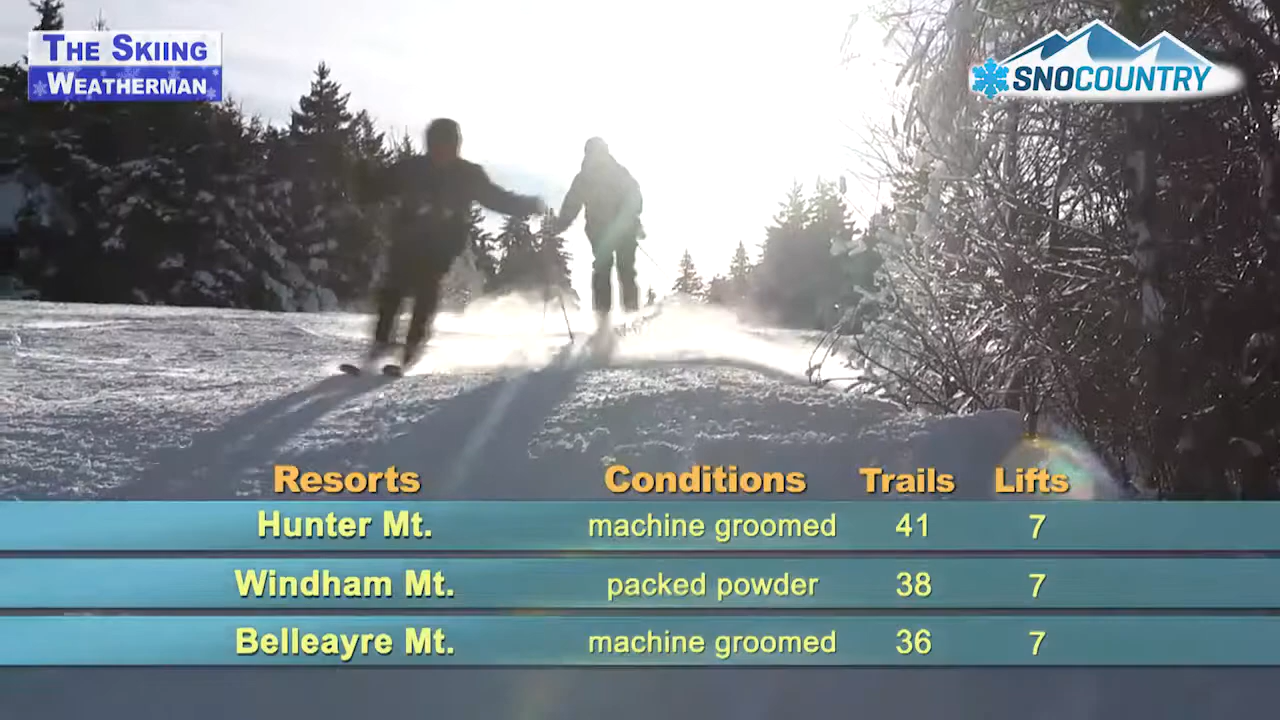 The Skiing
Weatherman
SNOCOUNTRY
Resorts Conditions Trails Lifts
Hunter Mt. machine groomed 41 7
Windham Mt. packed powder 38 7
Belleayre Mt. machine groomed 36 7